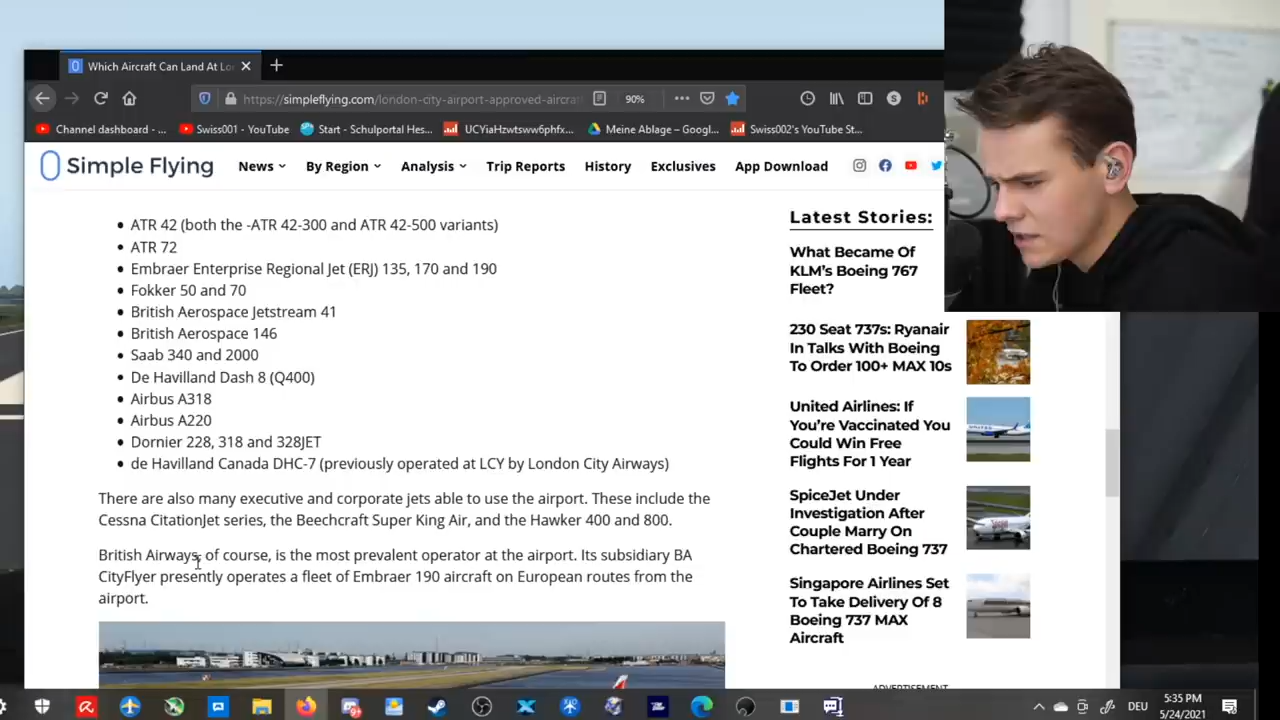 Which Aircraft Can Land At Lo
https://simpleflying.com/london-city-airport-approved-aircraf
90%
Channel dashboard - ...
Swiss001 - YouTube
Start - Schulportal Hes...
UCYiaHzwtsww6phfx...
Meine Ablage – Googl...
Swiss002's YouTube St...
Simple Flying
News
By Region
Analysis
Trip Reports
History
Exclusives
App Download
• ATR 42 (both the -ATR 42-300 and ATR 42-500 variants)
• ATR 72
• Embraer Enterprise Regional Jet (ERJ) 135, 170 and 190
• Fokker 50 and 70
• British Aerospace Jetstream 41
• British Aerospace 146
• Saab 340 and 2000
• De Havilland Dash 8 (Q400)
• Airbus A318
• Airbus A220
• Dornier 228, 318 and 328JET
• de Havilland Canada DHC-7 (previously operated at LCY by London City Airways)
There are also many executive and corporate jets able to use the airport. These include the
Cessna CitationJet series, the Beechcraft Super King Air, and the Hawker 400 and 800.
British Airways of course, is the most prevalent operator at the airport. Its subsidiary BA
CityFlyer presently operates a fleet of Embraer 190 aircraft on European routes from the
airport.
Latest Stories:
What Became Of
KLM's Boeing 767
Fleet?
230 Seat 737s: Ryanair
In Talks With Boeing
To Order 100+ MAX 10s
United Airlines: If
You're Vaccinated You
Could Win Free
Flights For 1 Year
SpiceJet Under
Investigation After
Couple Marry On
Chartered Boeing 737
Singapore Airlines Set
To Take Delivery Of 8
Boeing 737 MAX
Aircraft
ADVERTISEMENT
DEU
5:35 PM
5/24/2021